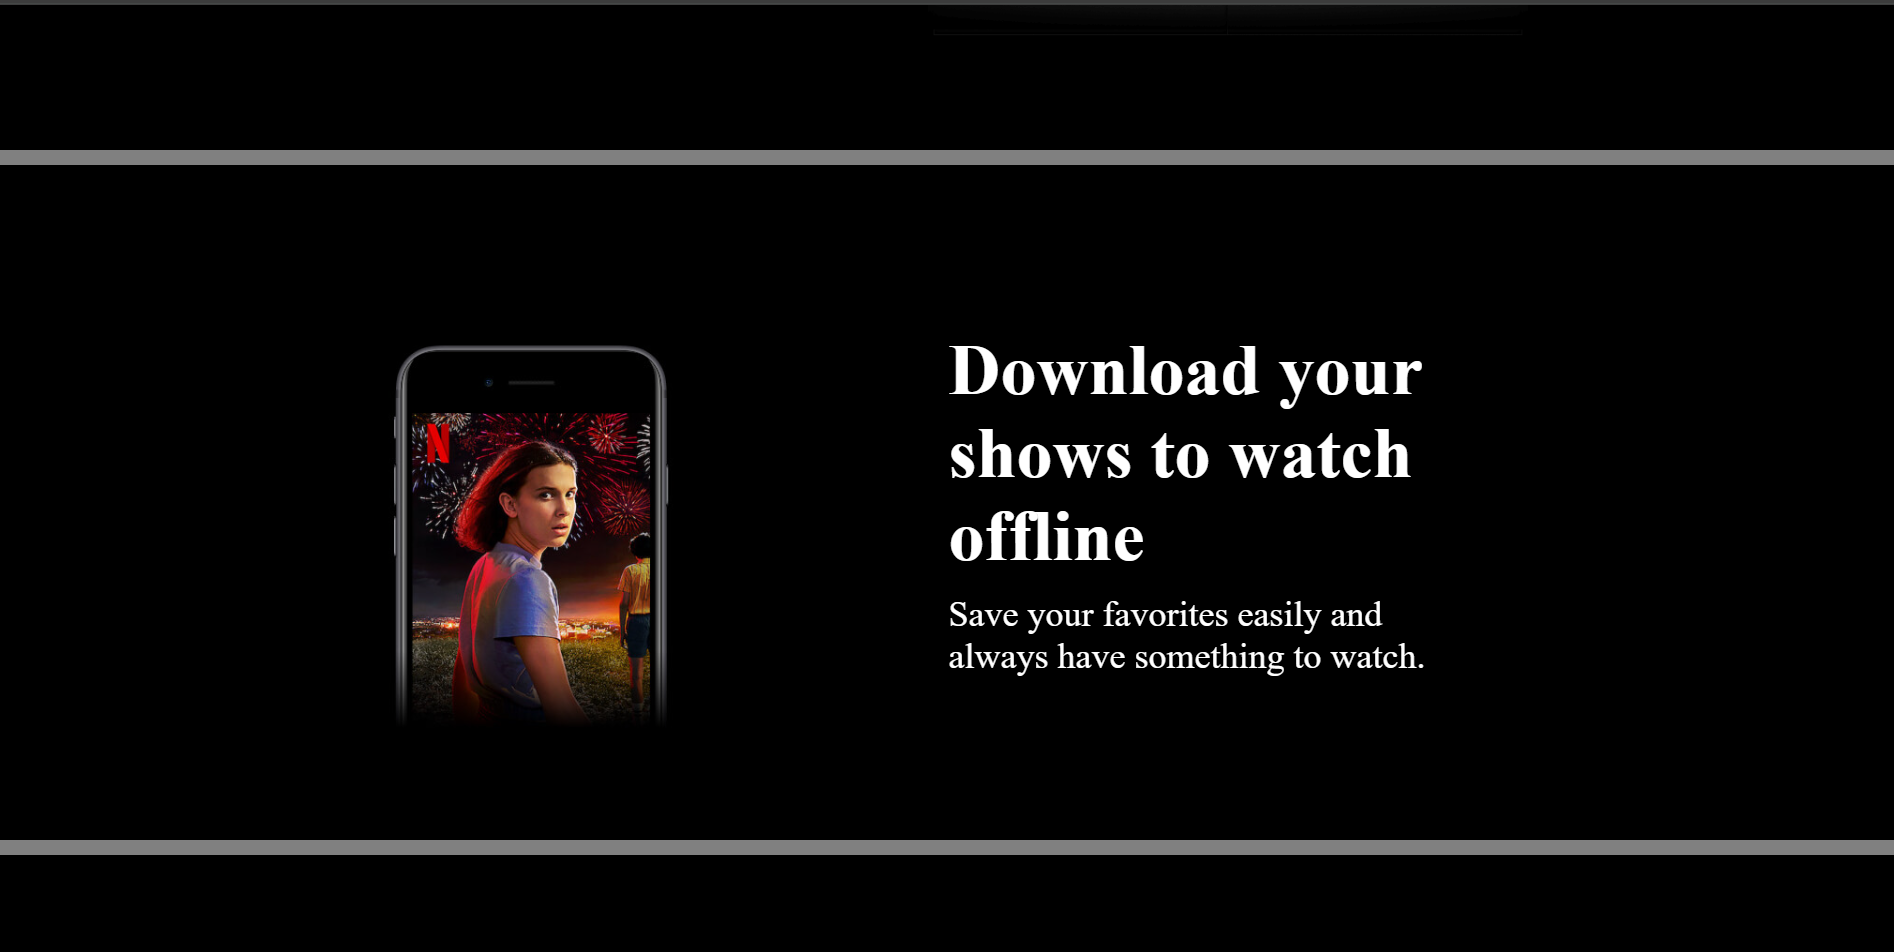 N
Download your
shows to watch
offline
Save your favorites easily and
always have something to watch.